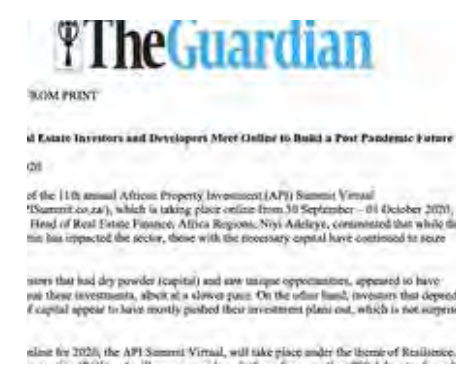 TheGuardian
ROM PRINT
l Estate Investors and Developers Meet Online to Build a Post Pandemic Future
020
of the 11th annual African Property Investment (API) Summit Virtual
PISummit.co.za/), which is taking place online from 30 September – 01 October 2020,
Head of Real Estate Finance, Africa Regions, Niyi Adeleye, commented that while the
has impacted the sector, those with the necessary capital have continued to seize
stors that had dry powder (capital) and saw unique opportunities, appeared to have
these investments, albeit at a slower pace. On the other hand, investors that depend
f capital appear to have mostly pushed their investment plans out, which is not surpris
nline for 2020, the API Summit Virtual, will take place under the theme of Resilience.